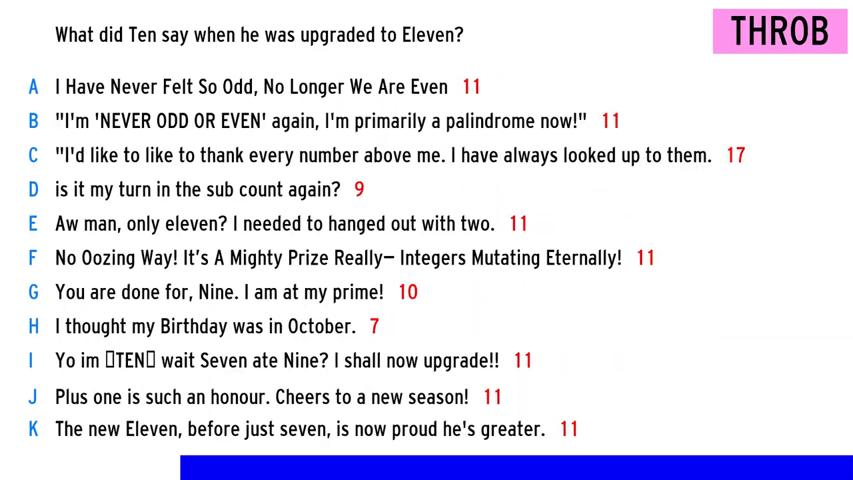 What did Ten say when he was upgraded to Eleven?
THROB
A I Have Never Felt So Odd, No Longer We Are Even 11
B "I'm 'NEVER ODD OR EVEN' again, I'm primarily a palindrome now!" 11
C "I'd like to like to thank every number above me. I have always looked up to them. 17
D is it my turn in the sub count again? 9
E Aw man, only eleven? I needed to hanged out with two. 11
F No Oozing Way! It’s A Mighty Prize Really— Integers Mutating Eternally! 11
G You are done for, Nine. I am at my prime! 10
H I thought my Birthday was in October. 7
I Yo im ▯TEN▯ wait Seven ate Nine? I shall now upgrade!! 11
J Plus one is such an honour. Cheers to a new season! 11
K The new Eleven, before just seven, is now proud he's greater. 11